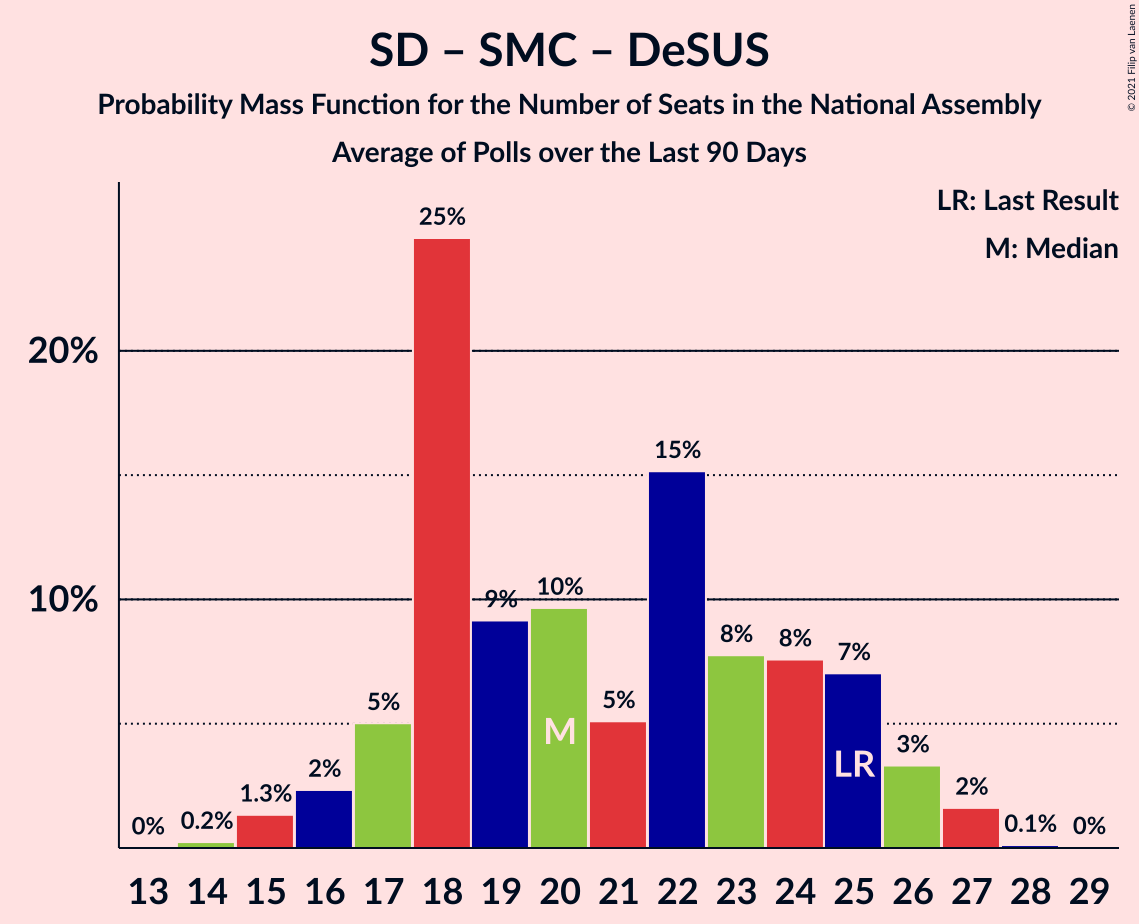 SD – SMC – DeSUS
Probability Mass Function for the Number of Seats in the National Assembly
Average of Polls over the Last 90 Days
© 2021 Filip van Laenen
LR: Last Result
M: Median
20%
10%
0%
0.2%
1.3%
2%
5%
25%
9%
10%
5%
15%
8%
8%
7%
3%
2%
0.1%
0%
M
LR
13 14 15 16 17 18 19 20 21 22 23 24 25 26 27 28 29